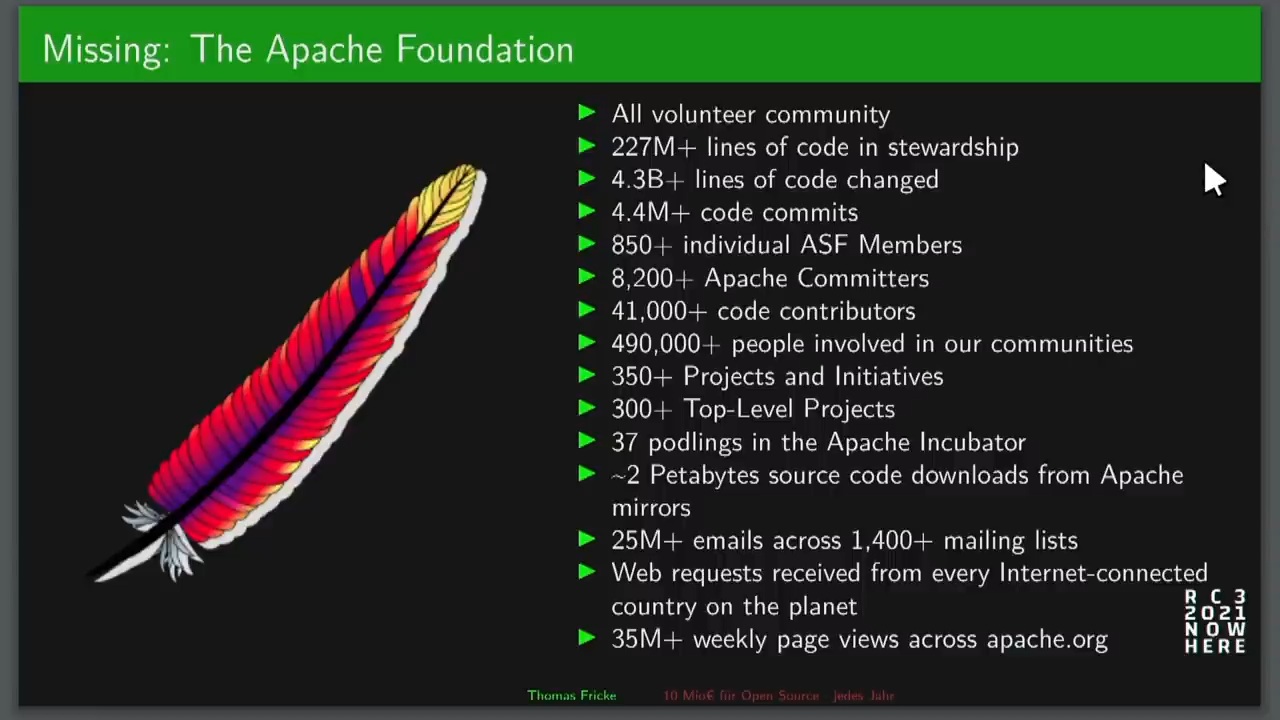 Missing: The Apache Foundation
All volunteer community
227M+ lines of code in stewardship
4.3B+ lines of code changed
4.4M+ code commits
850+ individual ASF Members
8,200+ Apache Committers
41,000+ code contributors
490,000+ people involved in our communities
350+ Projects and Initiatives
300+ Top-Level Projects
37 podlings in the Apache Incubator
~2 Petabytes source code downloads from Apache
mirrors
25M+ emails across 1,400+ mailing lists
Web requests received from every Internet-connected
country on the planet
35M+ weekly page views across apache.org
R C 3
2021
NOW
HERE
Thomas Fricke 10 Mio€ für Open Source - Jedes Jahr